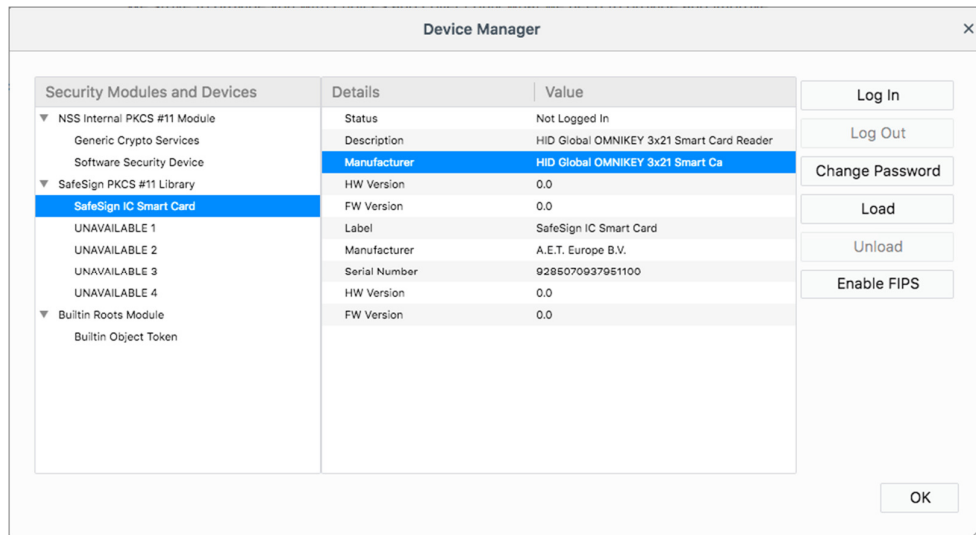 Device Manager
Security Modules and Devices
NSS Internal PKCS #11 Module
Generic Crypto Services
Software Security Device
SafeSign PKCS #11 Library
SafeSign IC Smart Card
UNAVAILABLE 1
UNAVAILABLE 2
UNAVAILABLE 3
UNAVAILABLE 4
Builtin Roots Module
Builtin Object Token
Details Value
Status Not Logged In
Description HID Global OMNIKEY 3x21 Smart Card Reader
Manufacturer HID Global OMNIKEY 3x21 Smart Ca
HW Version 0.0
FW Version 0.0
Label SafeSign IC Smart Card
Manufacturer A.E.T. Europe B.V.
Serial Number 9285070937951100
HW Version 0.0
FW Version 0.0
Log In
Log Out
Change Password
Load
Unload
Enable FIPS
OK